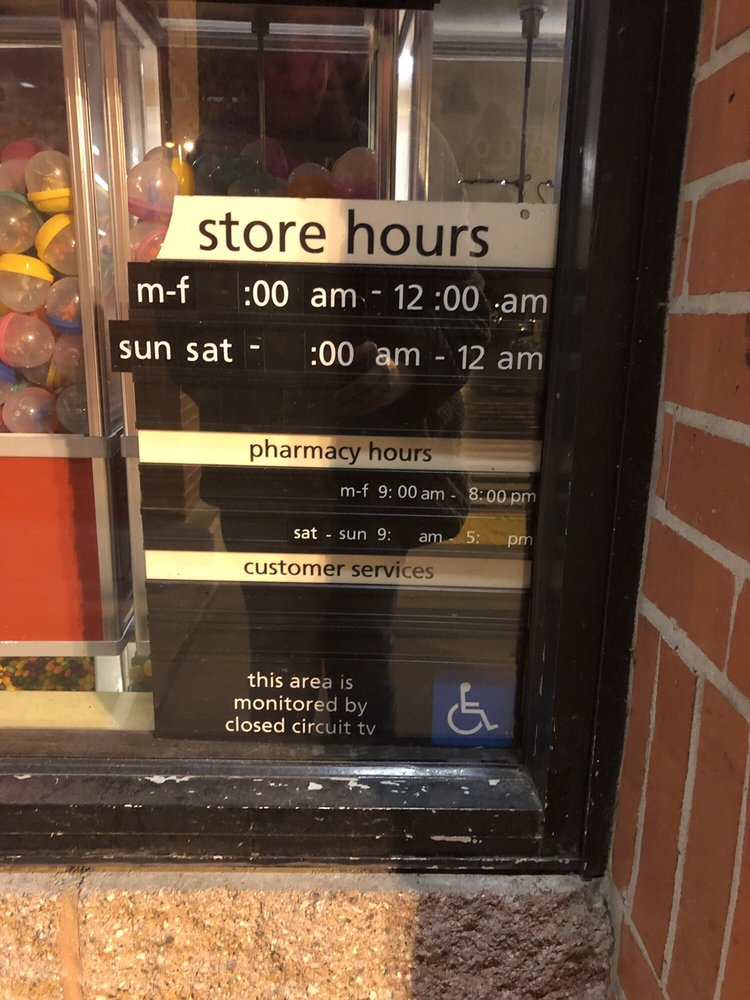 store hours
m-f :00 am - 12:00 am
sun sat - :00 am - 12 am
pharmacy hours
m-f 9:00 am - 8:00 pm
sat - sun 9: am - 5: pm
customer services
this area is
monitored by
closed circuit tv